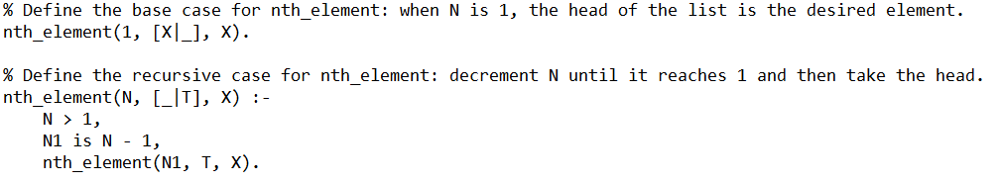 % Define the base case for nth_element: when N is 1, the head of the list is the desired element.
nth_element(1, [X|_], X).

% Define the recursive case for nth_element: decrement N until it reaches 1 and then take the head.
nth_element(N, [_|T], X) :-
    N > 1,
    N1 is N - 1,
    nth_element(N1, T, X).